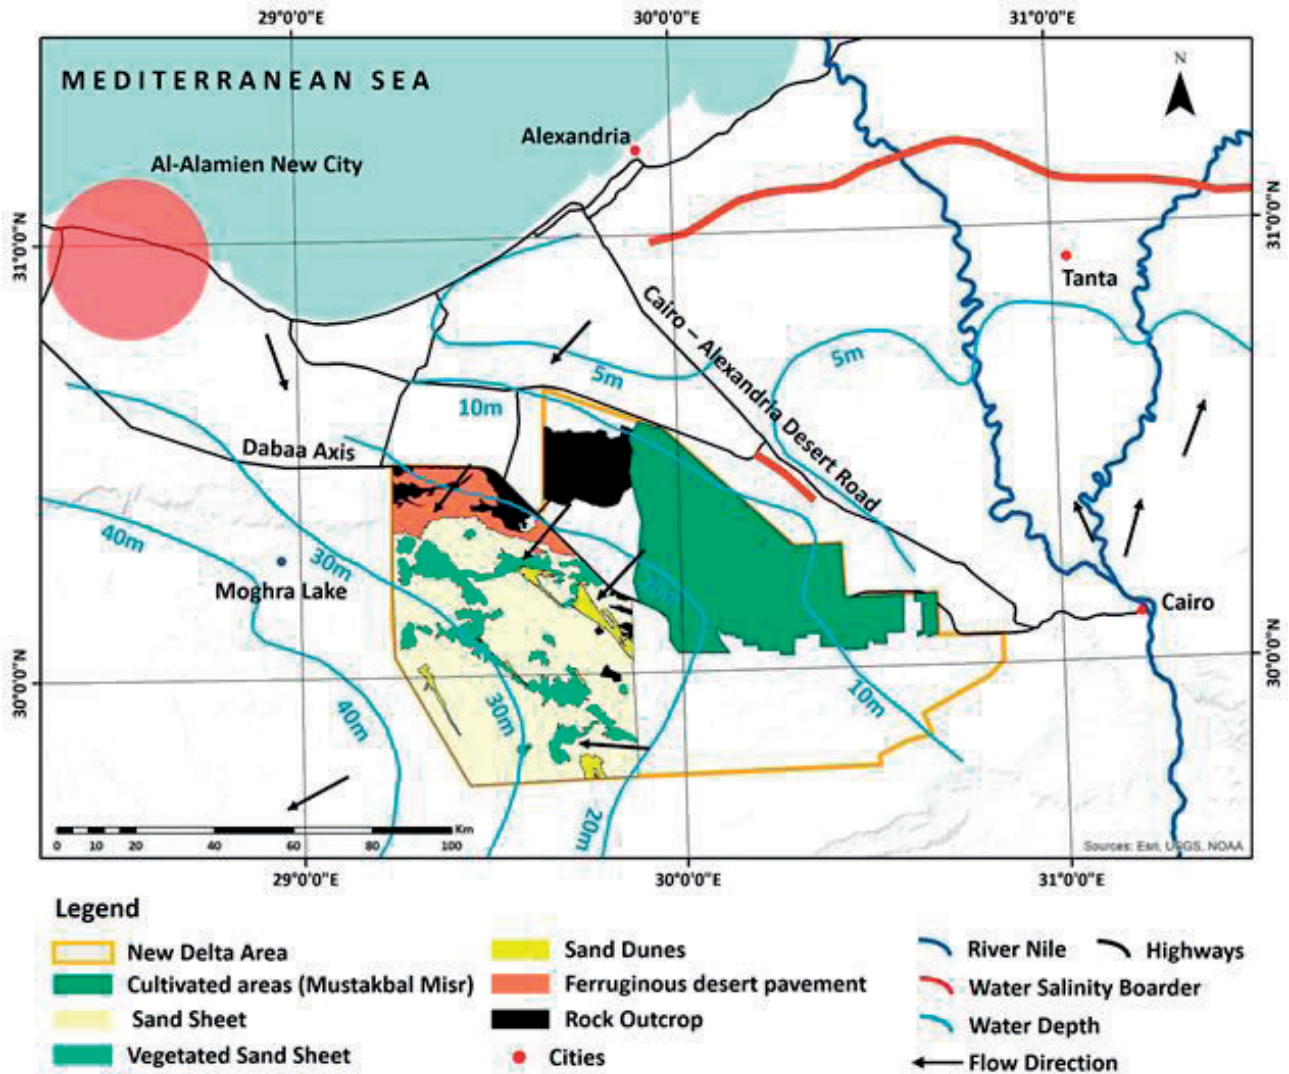 29°0'0"E
30°0'0"E
31°0'0"E
MEDITERRANEAN SEA
N
Alexandria
Al-Alamien New City
31°0'0"N
31°0'0"N
Tanta
Cairo – Alexandria Desert Road
5m
5m
10m
Dabaa Axis
40m
30m
Moghra Lake
Cairo
30°0'0"N
30°0'0"N
10m
30m
40m
20m
Km
0 10 20 40 60 80 100
Sources: Esri, USGS, NOAA
29°0'0"E
30°0'0"E
31°0'0"E
Legend
New Delta Area
Cultivated areas (Mustakbal Misr)
Sand Sheet
Vegetated Sand Sheet
Sand Dunes
Ferruginous desert pavement
Rock Outcrop
Cities
River Nile
Highways
Water Salinity Boarder
Water Depth
Flow Direction